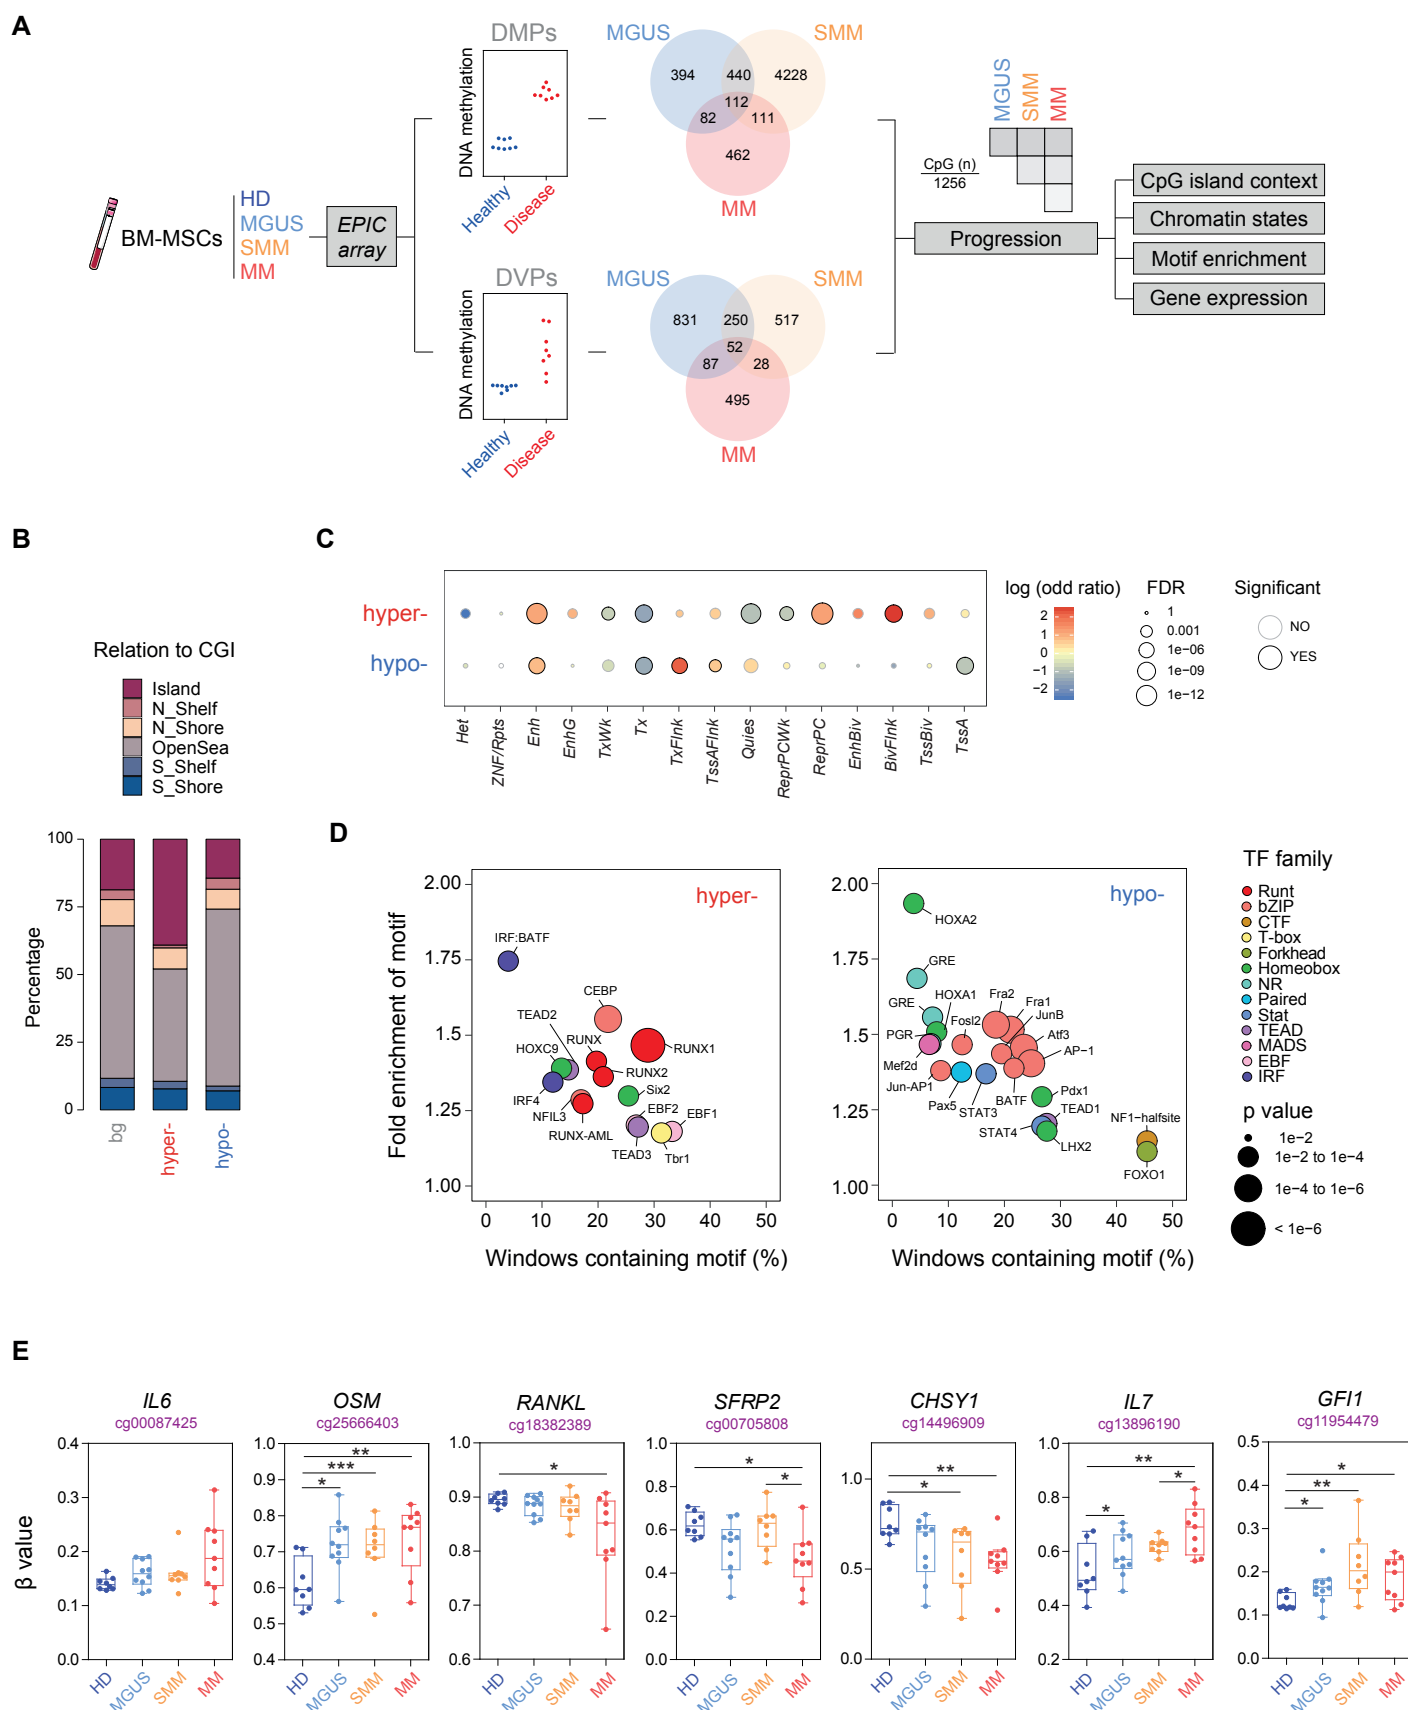 A
DMPs
DNA methylation
Healthy
Disease
MGUS
SMM
394
440
4228
112
82
111
462
MM
BM-MSCs
HD
MGUS
SMM
MM
EPIC
array
DVPs
DNA methylation
Healthy
Disease
MGUS
SMM
831
250
517
52
87
28
495
MM
MGUS
SMM
MM
CpG (n)
1256
Progression
CpG island context
Chromatin states
Motif enrichment
Gene expression
B
Relation to CGI
Island
N_Shelf
N_Shore
OpenSea
S_Shelf
S_Shore
Percentage
100
75
50
25
0
bg
hyper-
hypo-
C
hyper-
hypo-
Het
ZNF/Rpts
Enh
EnhG
TxWk
Tx
TxFlnk
TssAFlnk
Quies
ReprPCWk
ReprPC
EnhBiv
BivFlnk
TssBiv
TssA
log (odd ratio)
2
1
0
−1
−2
FDR
1
0.001
1e−06
1e−09
1e−12
Significant
NO
YES
D
Fold enrichment of motif
2.00
1.75
1.50
1.25
1.00
hyper-
IRF:BATF
CEBP
TEAD2
RUNX
HOXC9
RUNX1
RUNX2
IRF4
Six2
NFIL3
EBF2
EBF1
RUNX-AML
TEAD3
Tbr1
0 10 20 30 40 50
Windows containing motif (%)
2.00
1.75
1.5
1.25
1.00
hypo-
HOXA2
GRE
GRE
HOXA1
Fra2
Fra1
JunB
Fosl2
PGR
Atf3
AP−1
Mef2d
Jun-AP1
Pax5
STAT3
BATF
Pdx1
TEAD1
STAT4
LHX2
NF1−halfsite
FOXO1
0 10 20 30 40 50
Windows containing motif (%)
TF family
Runt
bZIP
CTF
T-box
Forkhead
Homeobox
NR
Paired
Stat
TEAD
MADS
EBF
IRF
p value
1e−2
1e−2 to 1e−4
1e−4 to 1e−6
< 1e−6
E
β value
IL6
cg00087425
0.4
0.3
0.2
0.1
0.0
HD MGUS SMM MM
OSM
cg25666403
1.0
0.9
0.8
0.7
0.6
0.5
0.4
**
***
*
HD MGUS SMM MM
RANKL
cg18382389
1.0
0.9
0.8
0.7
0.6
*
HD MGUS SMM MM
SFRP2
cg00705808
1.0
0.8
0.6
0.4
0.2
0.0
*
*
HD MGUS SMM MM
CHSY1
cg14496909
1.0
0.5
0.0
**
*
HD MGUS SMM MM
IL7
cg13896190
1.0
0.8
0.6
0.4
0.2
**
*
*
HD MGUS SMM MM
GFI1
cg11954479
0.5
0.4
0.3
0.2
0.1
0.0
*
**
*
HD MGUS SMM MM